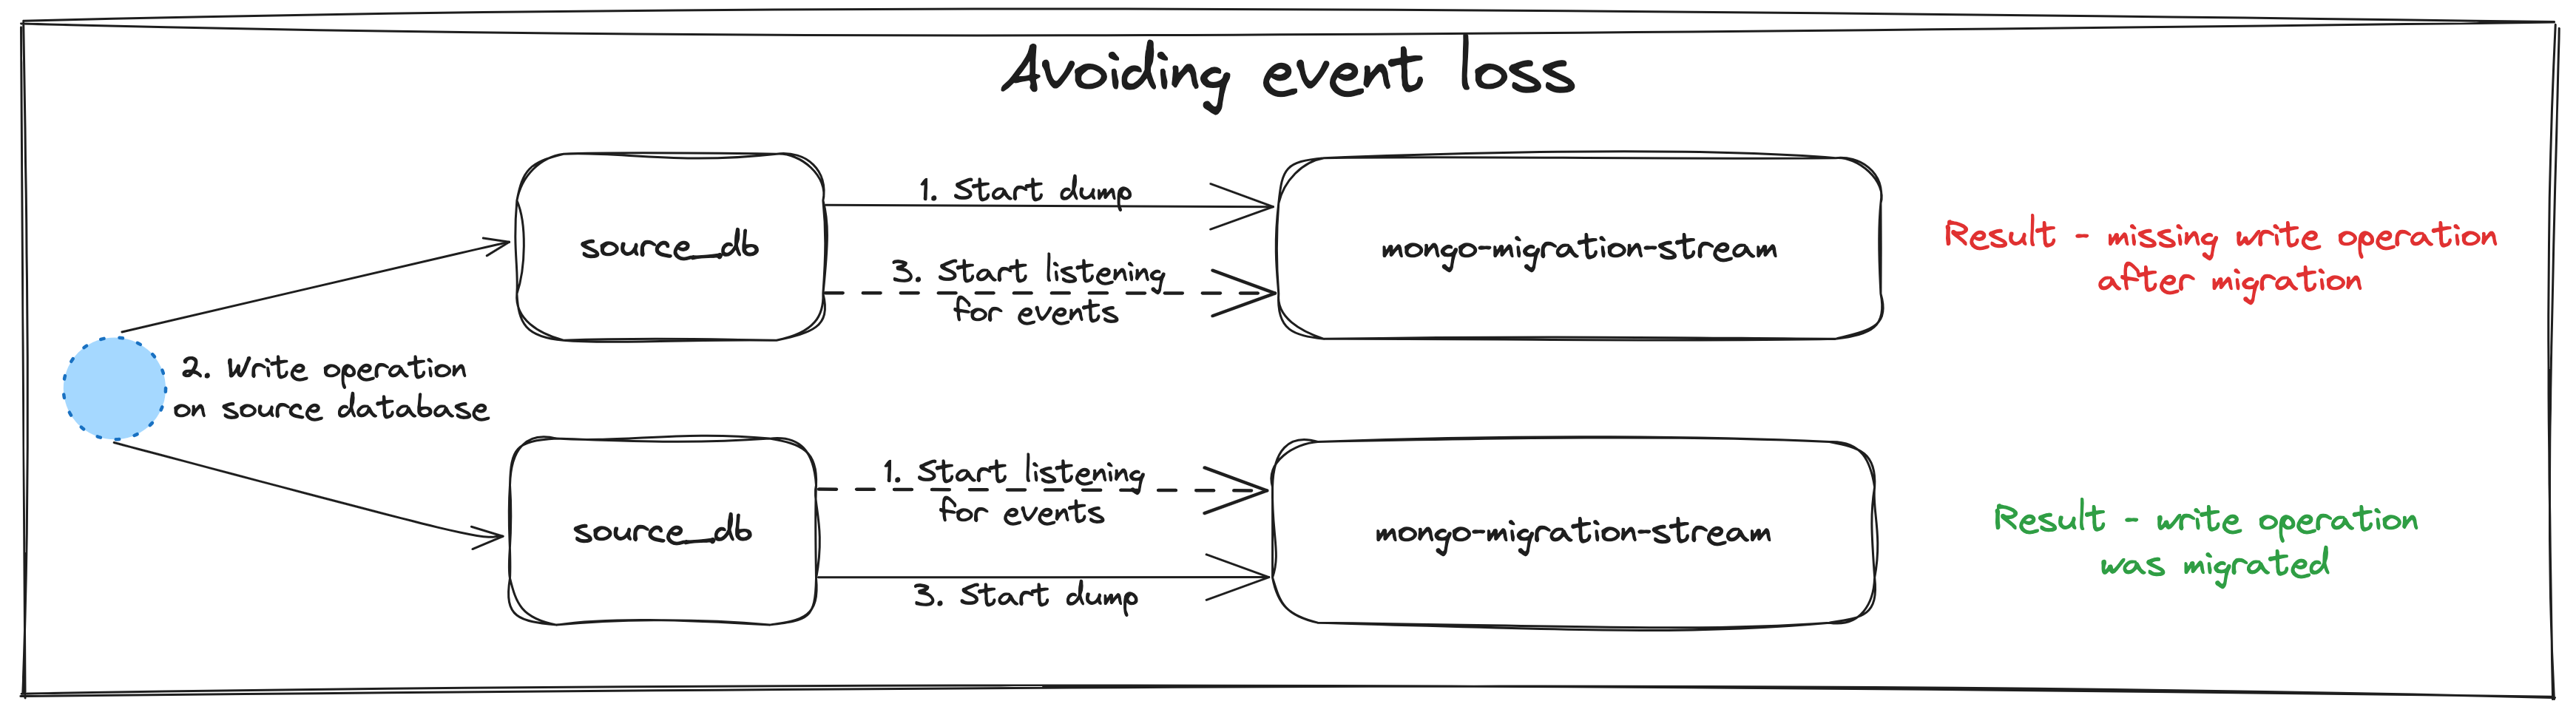 Avoiding event loss
source_db
1. Start dump
3. Start listening
for events
mongo-migration-stream
Result - missing write operation
after migration
2. Write operation
on source database
source_db
1. Start listening
for events
3. Start dump
mongo-migration-stream
Result - write operation
was migrated